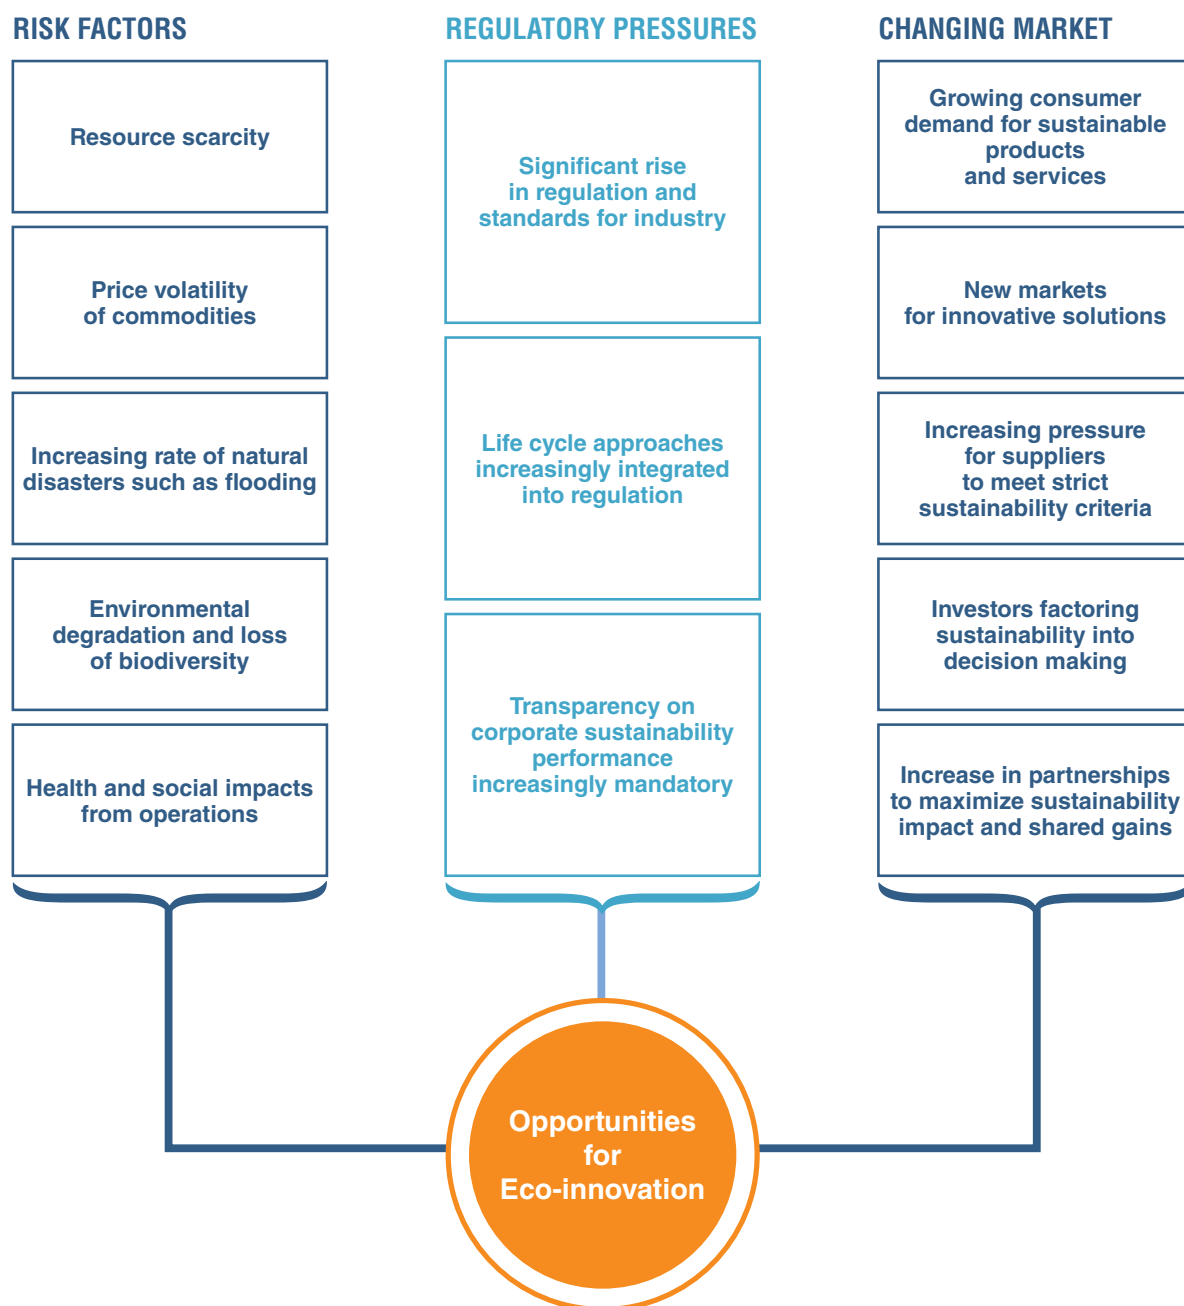 RISK FACTORS
Resource scarcity
Price volatility
of commodities
Increasing rate of natural
disasters such as flooding
Environmental
degradation and loss
of biodiversity
Health and social impacts
from operations
REGULATORY PRESSURES
Significant rise
in regulation and
standards for industry
Life cycle approaches
increasingly integrated
into regulation
Transparency on
corporate sustainability
performance
increasingly mandatory
CHANGING MARKET
Growing consumer
demand for sustainable
products
and services
New markets
for innovative solutions
Increasing pressure
for suppliers
to meet strict
sustainability criteria
Investors factoring
sustainability into
decision making
Increase in partnerships
to maximize sustainability
impact and shared gains
Opportunities
for
Eco-innovation